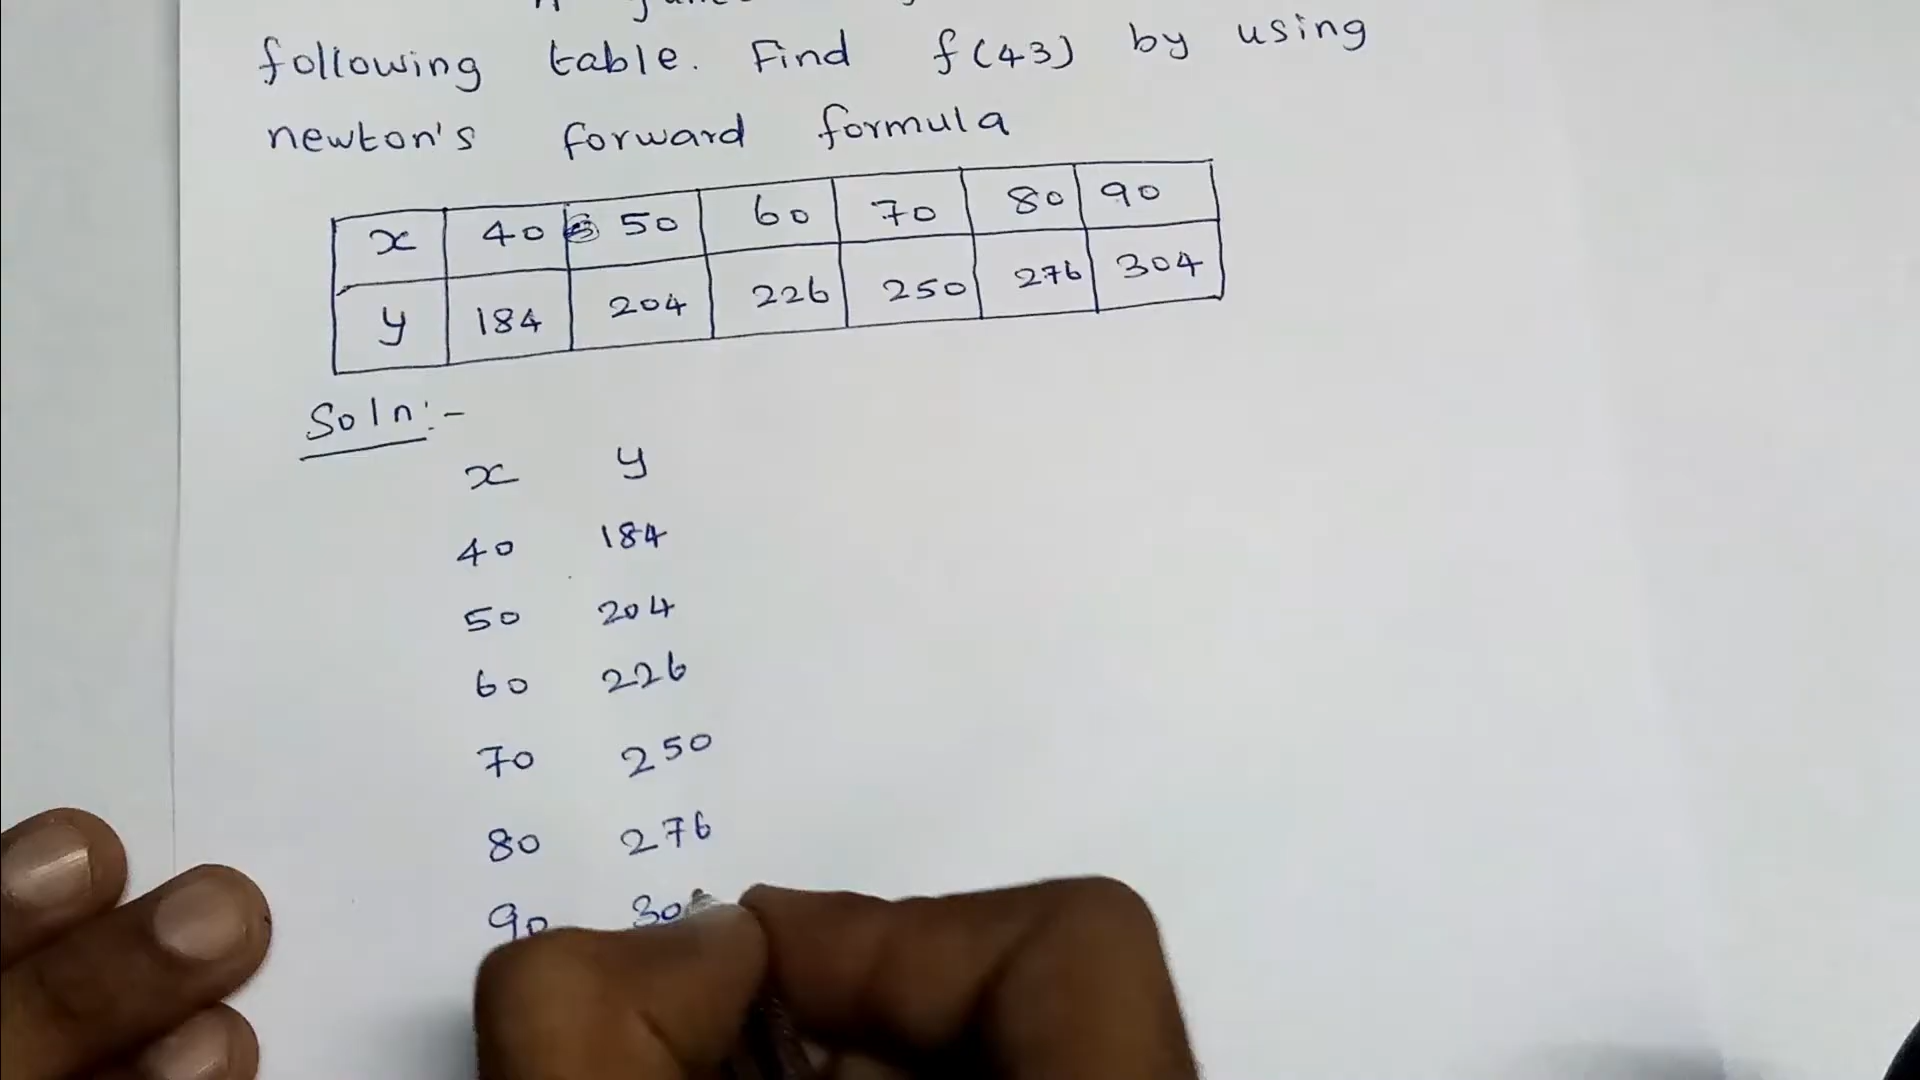 following table. Find f(43) by using
newton's forward formula
x 40 50 60 70 80 90
y 184 204 226 250 276 304
Soln:-
x y
40 184
50 204
60 226
70 250
80 276
90